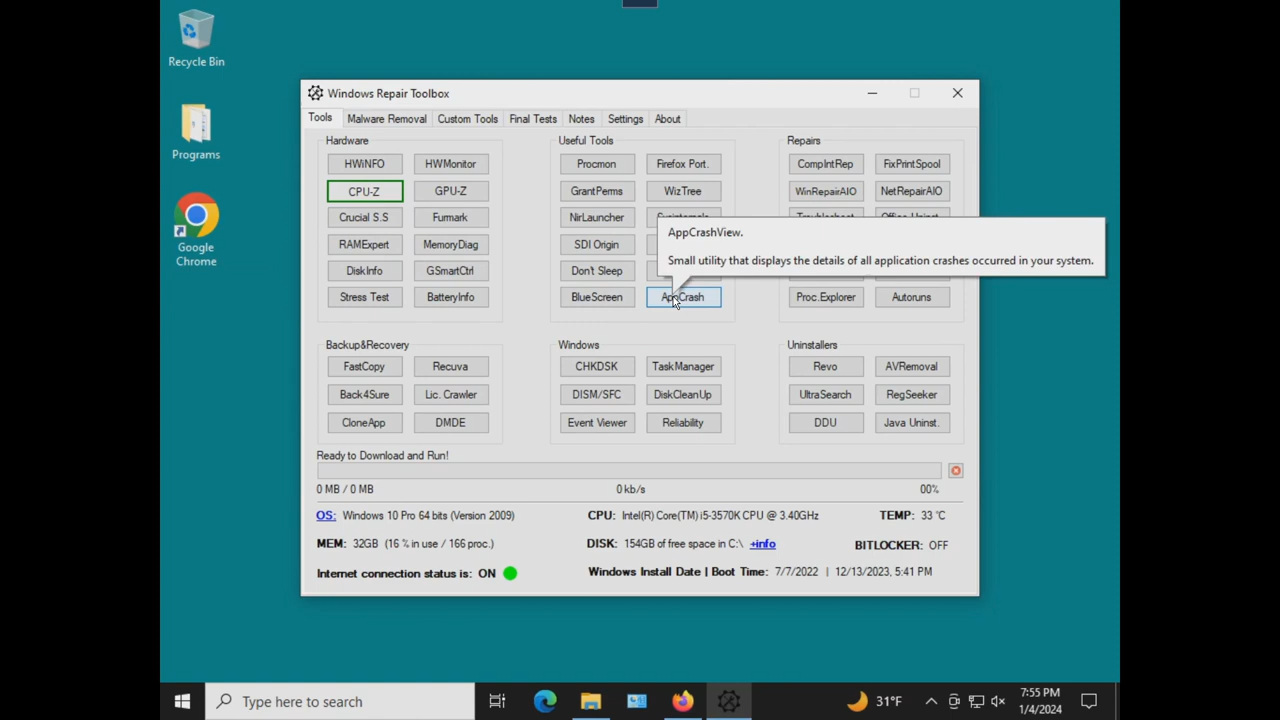 Recycle Bin
Programs
Google
Chrome
Windows Repair Toolbox
Tools Malware Removal Custom Tools Final Tests Notes Settings About
Hardware Useful Tools Repairs
HWiNFO HWMonitor Procmon Firefox Port. CompIntRep FixPrintSpool
CPU-Z GPU-Z GrantPerms WizTree WinRepairAIO NetRepairAIO
Crucial S.S Furmark NirLauncher
AppCrashView.
RAMExpert MemoryDiag SDI Origin
Small utility that displays the details of all application crashes occurred in your system.
DiskInfo GSmartCtrl Don't Sleep
Stress Test BatteryInfo BlueScreen AppCrash Proc.Explorer Autoruns
Backup&Recovery Windows Uninstallers
FastCopy Recuva CHKDSK TaskManager Revo AVRemoval
Back4Sure Lic. Crawler DISM/SFC DiskCleanUp UltraSearch RegSeeker
CloneApp DMDE Event Viewer Reliability DDU Java Uninst.
Ready to Download and Run!
0 MB / 0 MB 0 kb/s 00%
OS: Windows 10 Pro 64 bits (Version 2009) CPU: Intel(R) Core(TM) i5-3570K CPU @ 3.40GHz TEMP: 33 °C
MEM: 32GB (16 % in use / 166 proc.) DISK: 154GB of free space in C:\ +info BITLOCKER: OFF
Internet connection status is: ON Windows Install Date | Boot Time: 7/7/2022 | 12/13/2023, 5:41 PM
Type here to search 31°F 7:55 PM
1/4/2024